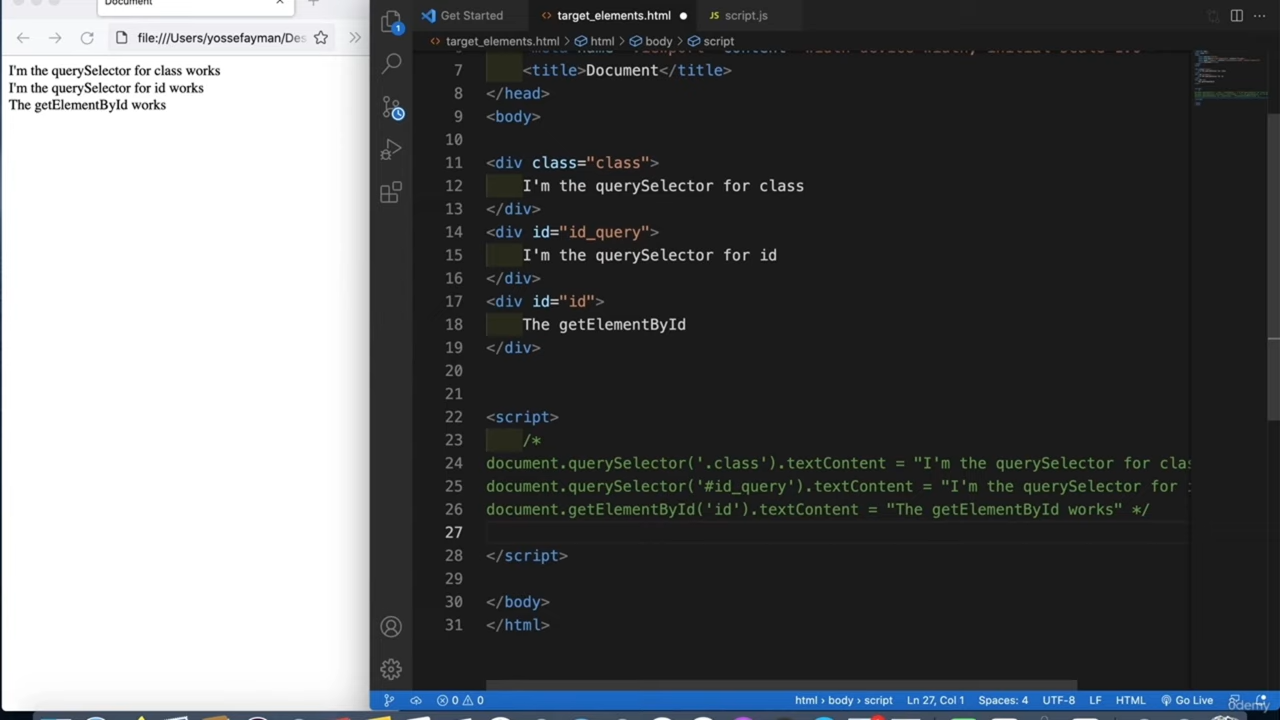 Document
file:///Users/yossefayman/Des
I'm the querySelector for class works
I'm the querySelector for id works
The getElementById works
Get Started
target_elements.html
script.js
target_elements.html > html > body > script
7 <title>Document</title>
8 </head>
9 <body>
10
11 <div class="class">
12 I'm the querySelector for class
13 </div>
14 <div id="id_query">
15 I'm the querySelector for id
16 </div>
17 <div id="id">
18 The getElementById
19 </div>
20
21
22 <script>
23 /*
24 document.querySelector('.class').textContent = "I'm the querySelector for clas
25 document.querySelector('#id_query').textContent = "I'm the querySelector for i
26 document.getElementById('id').textContent = "The getElementById works" */
27
28 </script>
29
30 </body>
31 </html>
1
0 0 html > body > script Ln 27, Col 1 Spaces: 4 UTF-8 LF HTML Go Live
ûdemy